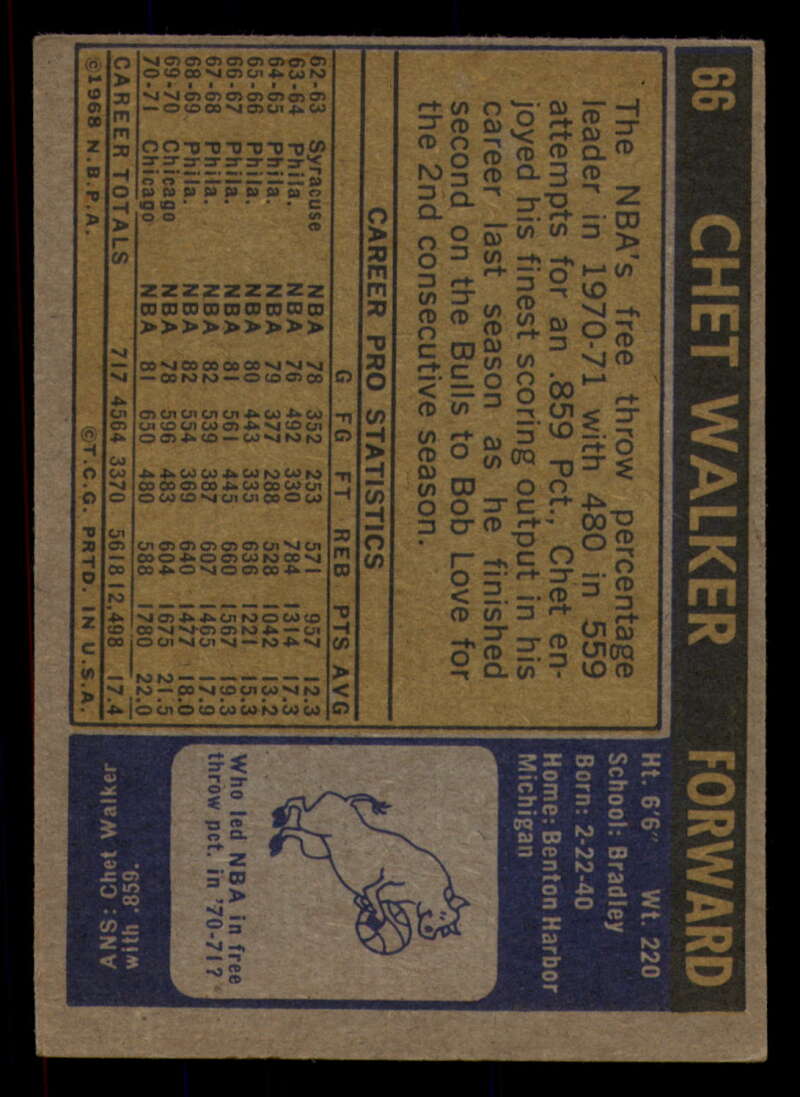 66 CHET WALKER FORWARD
The NBA's free throw percentage
leader in 1970-71 with 480 in 559
attempts for an .859 Pct., Chet en-
joyed his finest scoring output in his
career last season as he finished
second on the Bulls to Bob Love for
the 2nd consecutive season.
CAREER PRO STATISTICS
G FG FT REB PTS AVG
62-63 Syracuse NBA 78 352 253 571 957 12.3
63-64 Phila. NBA 76 492 330 784 1314 17.3
64-65 Phila. NBA 79 377 288 528 1042 13.2
65-66 Phila. NBA 80 443 335 636 1221 15.3
66-67 Phila. NBA 81 561 445 660 1567 19.3
67-68 Phila. NBA 82 539 387 607 1465 17.9
68-69 Phila. NBA 82 554 369 640 1477 18.0
69-70 Chicago NBA 78 596 483 604 1675 21.5
70-71 Chicago NBA 81 650 480 588 1780 22.0
CAREER TOTALS 717 4564 3370 5618 12,498 17.4
©1968 N.B.P.A. ©T.C.G. PRTD. IN U.S.A.
Ht. 6'6" Wt. 220
School: Bradley
Born: 2-22-40
Home: Benton Harbor
Michigan
Who led NBA in free
throw pct. in '70-71?
ANS: Chet Walker
with .859.